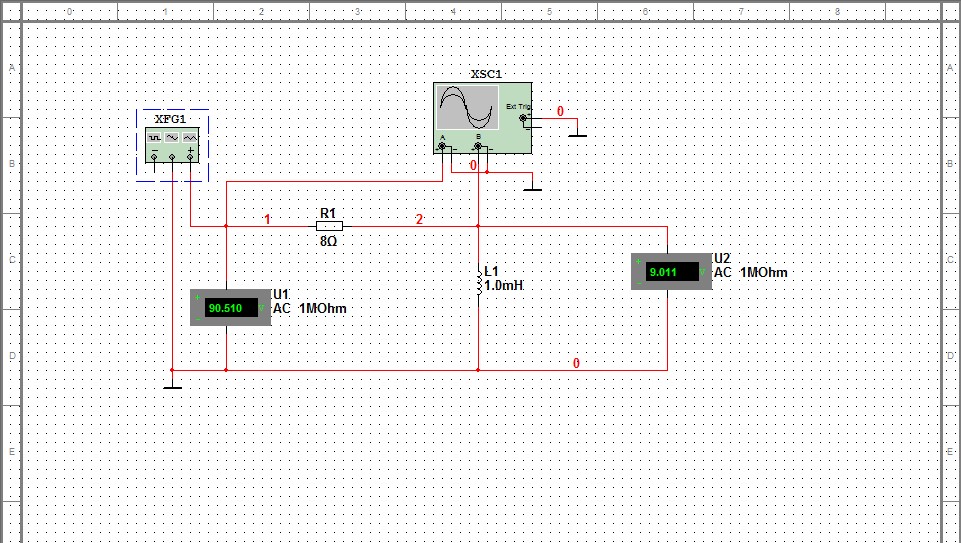 0 1 2 3 4 5 6 7 8
XSC1
A A
Ext Trig
0
XFG1
A B
B B
0
1 R1 2
8Ω
C C
U2
9.011 V
AC 1MOhm
L1
1.0mH
U1
90.510 V
AC 1MOhm
D D
0
E E